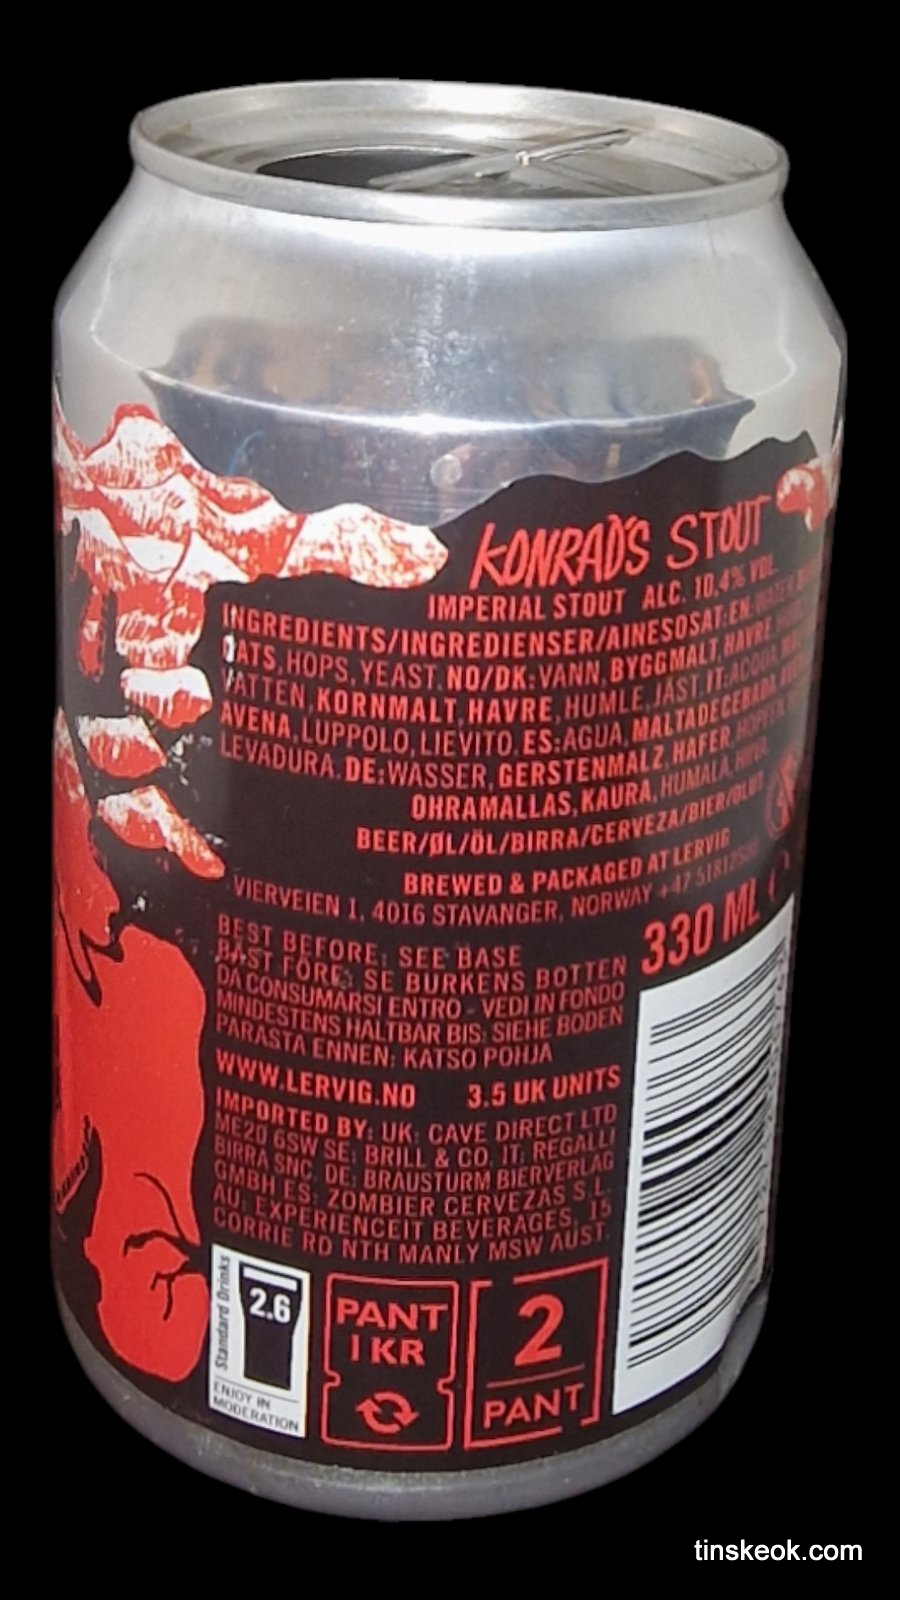 KONRAD'S STOUT
IMPERIAL STOUT ALC. 10,4% VOL.
INGREDIENTS/INGREDIENSER/AINESOSAT: EN: WATER,
OATS, HOPS, YEAST. NO/DK: VANN, BYGGMALT, HAVRE,
VATTEN, KORNMALT, HAVRE, HUMLE, JÄST. IT: ACQUA,
AVENA, LUPPOLO, LIEVITO. ES: AGUA, MALTA DE CEBADA,
LEVADURA. DE: WASSER, GERSTENMALZ, HAFER, HOPFEN,
OHRAMALLAS, KAURA, HUMALA, HIIVA.
BEER/ØL/ÖL/BIRRA/CERVEZA/BIER/OLUT
BREWED & PACKAGED AT LERVIG
VIERVEIEN 1, 4016 STAVANGER, NORWAY +47
330 ML
BEST BEFORE: SEE BASE
BÄST FÖRE: SE BURKENS BOTTEN
DA CONSUMARSI ENTRO - VEDI IN FONDO
MINDESTENS HALTBAR BIS: SIEHE BODEN
PARASTA ENNEN: KATSO POHJA
WWW.LERVIG.NO 3.5 UK UNITS
IMPORTED BY: UK: CAVE DIRECT LTD
ME20 6SW SE: BRILL & CO. IT: REGALLI
BIRRA SNC. DE: BRAUSTURM BIERVERLAG
GMBH ES: ZOMBIER CERVEZAS S.L.
AU: EXPERIENCEIT BEVERAGES, 15
CORRIE RD NTH MANLY MSW AUST.
Standard Drinks
2.6
ENJOY IN
MODERATION
PANT
1 KR
2
PANT
tinskeok.com